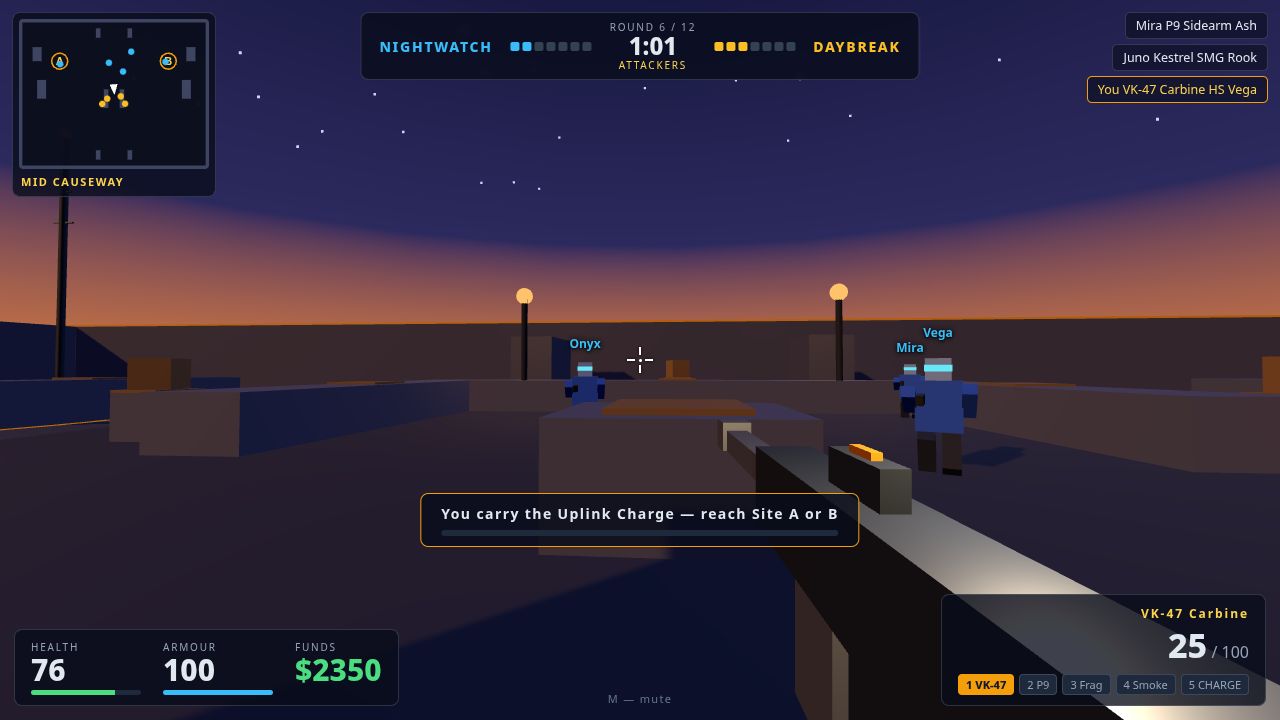 A
B
MID CAUSEWAY
NIGHTWATCH
ROUND 6 / 12
1:01
ATTACKERS
DAYBREAK
Mira P9 Sidearm Ash
Juno Kestrel SMG Rook
You VK-47 Carbine HS Vega
Onyx
Vega
Mira
You carry the Uplink Charge — reach Site A or B
HEALTH
76
ARMOUR
100
FUNDS
$2350
M — mute
VK-47 Carbine
25 / 100
1 VK-47
2 P9
3 Frag
4 Smoke
5 CHARGE